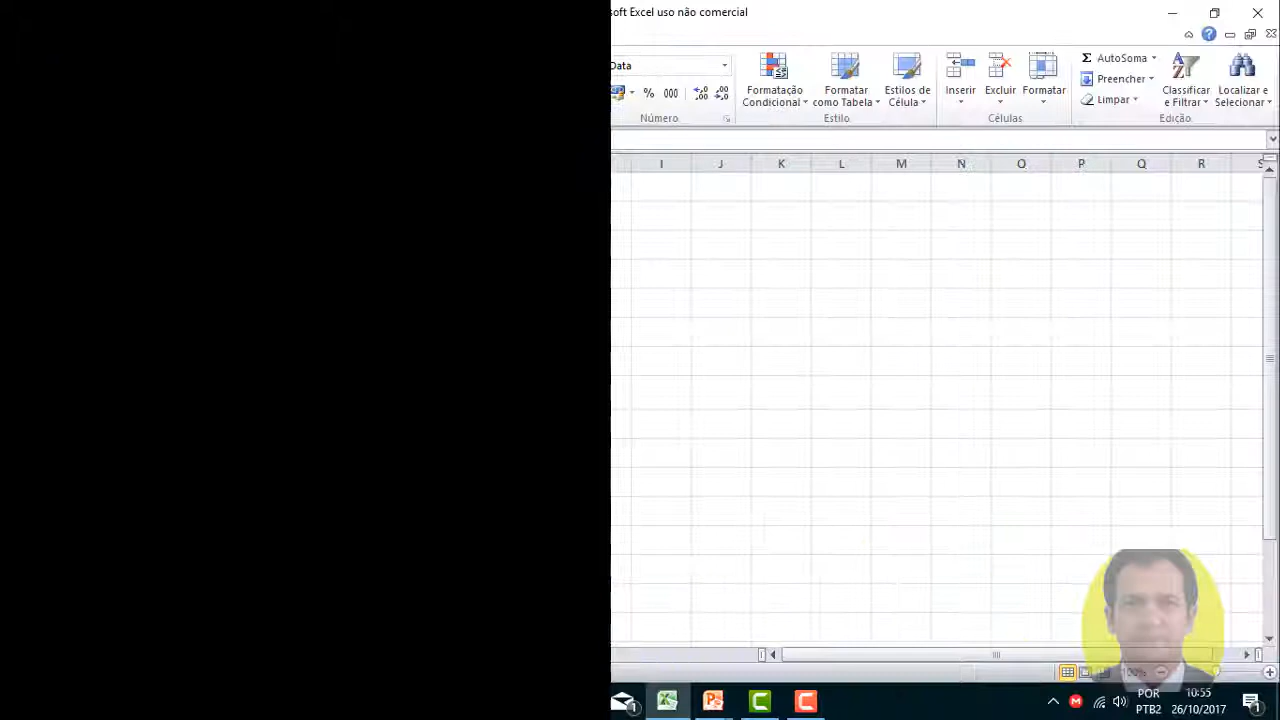 soft Excel uso não comercial
Data
% 000
Número
Formatação Condicional
Formatar como Tabela
Estilos de Célula
Estilo
Inserir
Excluir
Formatar
Células
Σ AutoSoma
Preencher
Limpar
Classificar e Filtrar
Localizar e Selecionar
Edição
I J K L M N O P Q R S
100%
POR
PTB2
10:55
26/10/2017